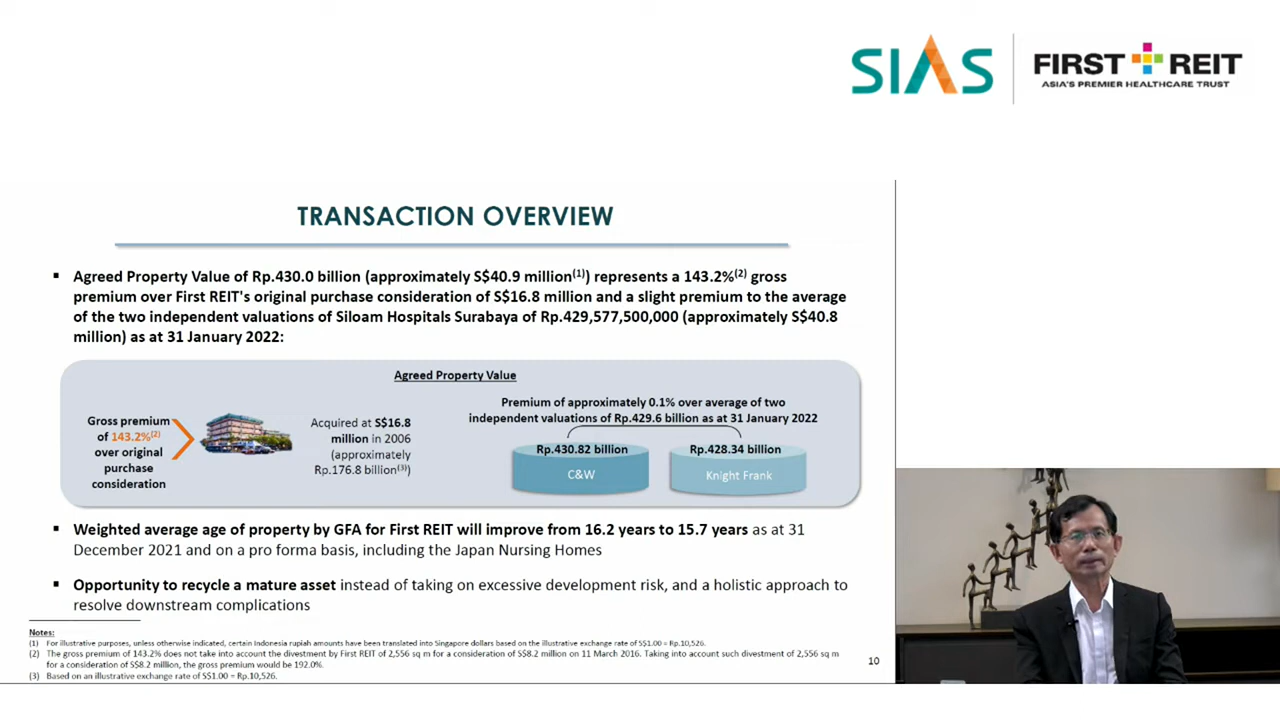 SIAS
FIRST REIT
ASIA'S PREMIER HEALTHCARE TRUST
TRANSACTION OVERVIEW
▪ Agreed Property Value of Rp.430.0 billion (approximately S$40.9 million(1)) represents a 143.2%(2) gross
premium over First REIT's original purchase consideration of S$16.8 million and a slight premium to the average
of the two independent valuations of Siloam Hospitals Surabaya of Rp.429,577,500,000 (approximately S$40.8
million) as at 31 January 2022:
Agreed Property Value
Gross premium
of 143.2%(2)
over original
purchase
consideration
Acquired at S$16.8
million in 2006
(approximately
Rp.176.8 billion(3))
Premium of approximately 0.1% over average of two
independent valuations of Rp.429.6 billion as at 31 January 2022
Rp.430.82 billion
C&W
Rp.428.34 billion
Knight Frank
▪ Weighted average age of property by GFA for First REIT will improve from 16.2 years to 15.7 years as at 31
December 2021 and on a pro forma basis, including the Japan Nursing Homes
▪ Opportunity to recycle a mature asset instead of taking on excessive development risk, and a holistic approach to
resolve downstream complications
Notes:
(1) For illustrative purposes, unless otherwise indicated, certain Indonesia rupiah amounts have been translated into Singapore dollars based on the illustrative exchange rate of S$1.00 = Rp.10,526.
(2) The gross premium of 143.2% does not take into account the divestment by First REIT of 2,556 sq m for a consideration of S$8.2 million on 11 March 2016. Taking into account such divestment of 2,556 sq m
for a consideration of S$8.2 million, the gross premium would be 192.0%.
(3) Based on an illustrative exchange rate of S$1.00 = Rp.10,526.
10